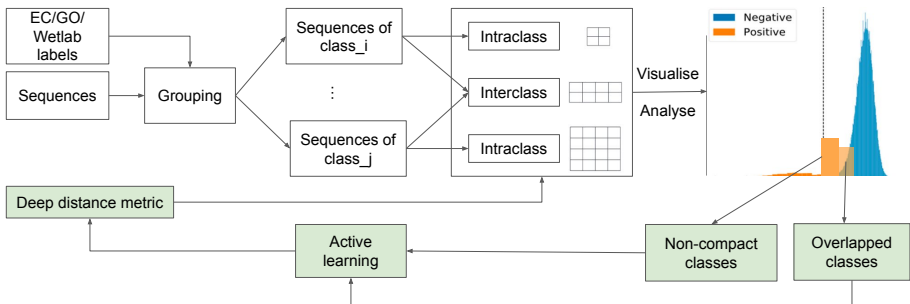 EC/GO/
Wetlab
labels
Sequences
Grouping
Sequences of
class_i
⋮
Sequences of
class_j
Intraclass
Interclass
Intraclass
Visualise
Analyse
Negative
Positive
Deep distance metric
Active
learning
Non-compact
classes
Overlapped
classes